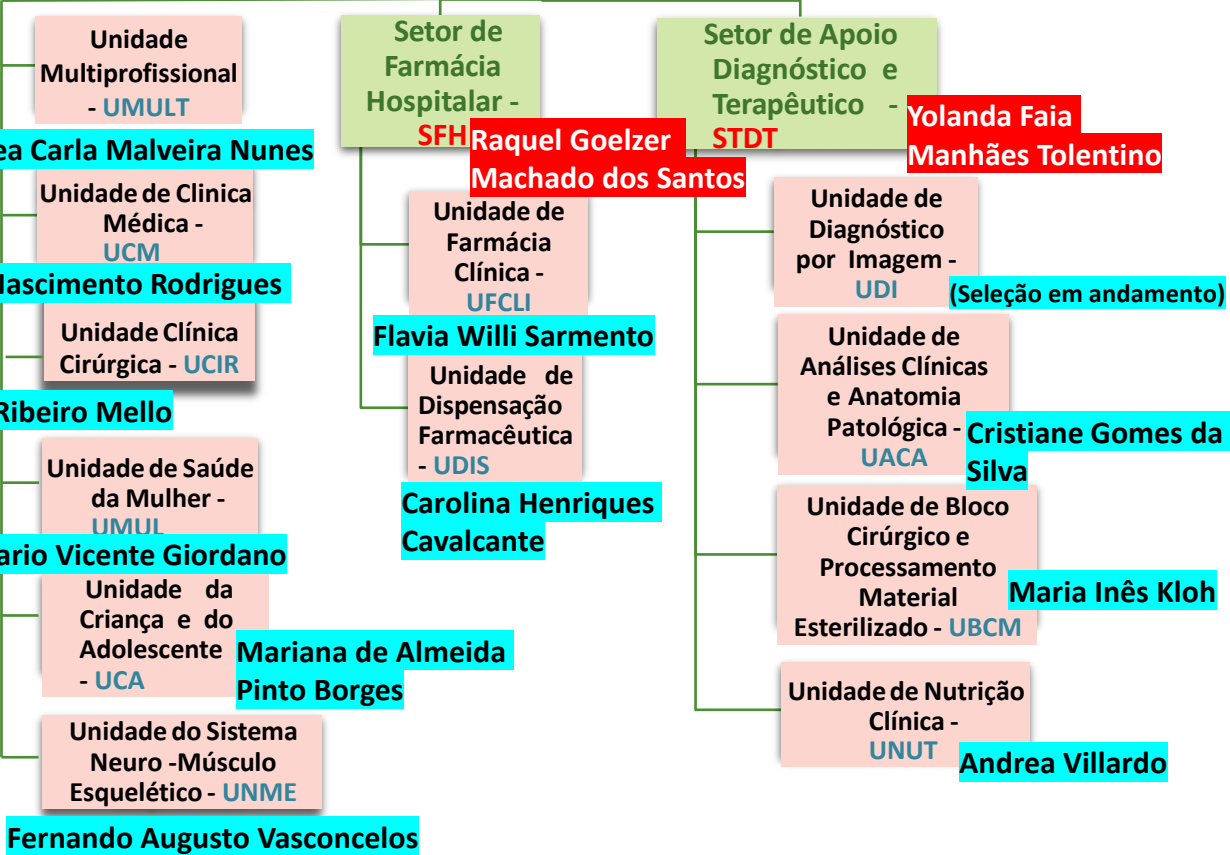 Unidade
Multiprofissional
- UMULT
ea Carla Malveira Nunes
Unidade de Clinica
Médica -
UCM
Nascimento Rodrigues
Unidade Clínica
Cirúrgica - UCIR
Ribeiro Mello
Unidade de Saúde
da Mulher -
UMUL
ario Vicente Giordano
Unidade da
Criança e do
Adolescente
- UCA
Mariana de Almeida
Pinto Borges
Unidade do Sistema
Neuro -Músculo
Esquelético - UNME
Fernando Augusto Vasconcelos
Setor de
Farmácia
Hospitalar -
SFH
Raquel Goelzer
Machado dos Santos
Unidade de
Farmácia
Clínica -
UFCLI
Flavia Willi Sarmento
Unidade de
Dispensação
Farmacêutica
- UDIS
Carolina Henriques
Cavalcante
Setor de Apoio
Diagnóstico e
Terapêutico -
STDT
Yolanda Faia
Manhães Tolentino
Unidade de
Diagnóstico
por Imagem -
UDI
(Seleção em andamento)
Unidade de
Análises Clínicas
e Anatomia
Patológica -
UACA
Cristiane Gomes da
Silva
Unidade de Bloco
Cirúrgico e
Processamento
Material
Esterilizado - UBCM
Maria Inês Kloh
Unidade de Nutrição
Clínica -
UNUT
Andrea Villardo